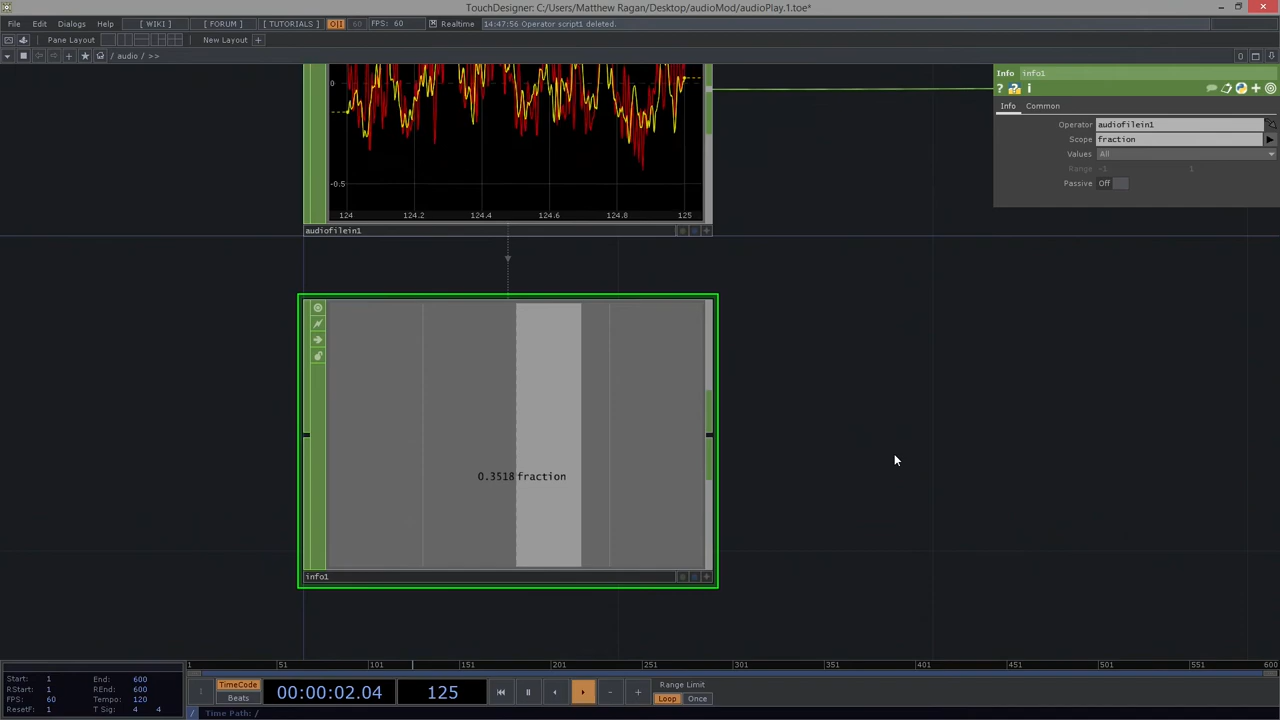 TouchDesigner: C:/Users/Matthew Ragan/Desktop/audioMod/audioPlay.1.toe*
File Edit Dialogs Help [ WIKI ] [ FORUM ] [ TUTORIALS ] O|I 60 FPS: 60 Realtime 14:47:56 Operator script1 deleted.
Pane Layout New Layout +
/ audio / >>
Info info1
Info Common
Operator audiofilein1
Scope fraction
Values All
Range -1 1
Passive Off
0
-0.5
124 124.2 124.4 124.6 124.8 125
audiofilein1
0.3518 fraction
info1
1 51 101 151 201 251 301 351 401 451 501 551 600
Start: 1 End: 600
RStart: 1 REnd: 600
FPS: 60 Tempo: 120
ResetF: 1 T Sig: 4 4
TimeCode
Beats
00:00:02.04 125
Range Limit
Loop Once
/ Time Path: /